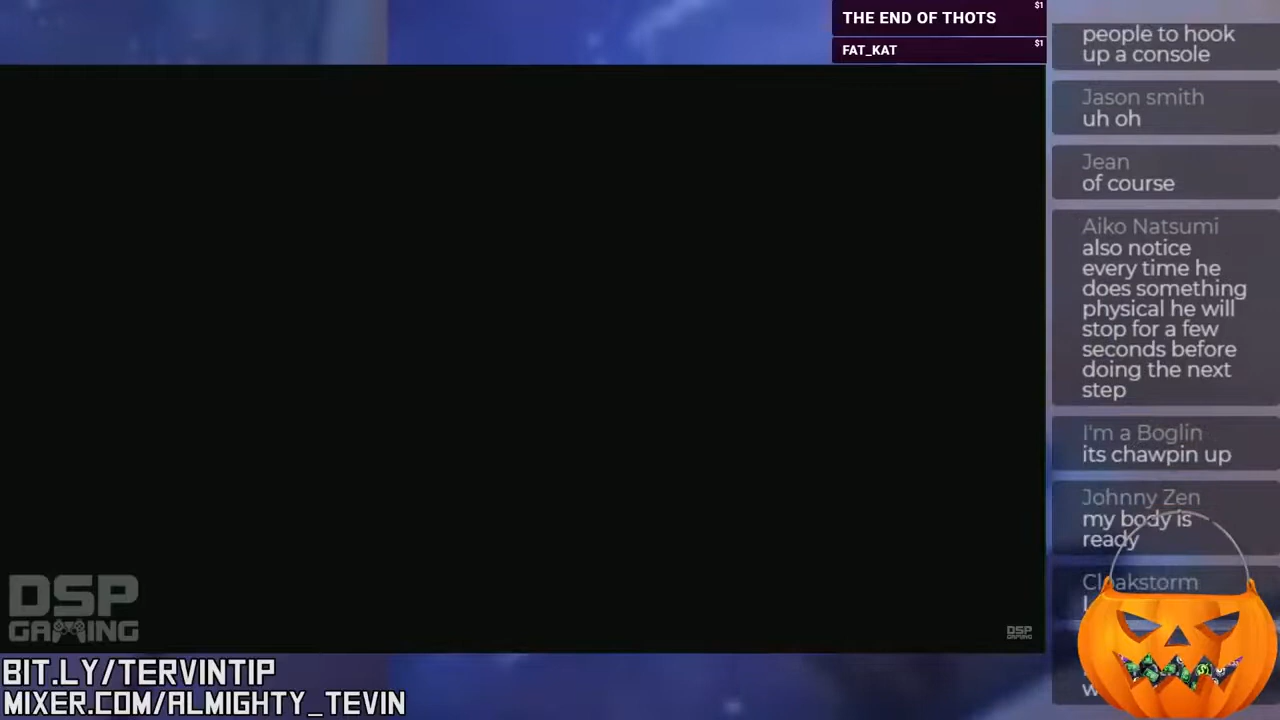 THE END OF THOTS
$1
FAT_KAT
$1
people to hook
up a console
Jason smith
uh oh
Jean
of course
Aiko Natsumi
also notice
every time he
does something
physical he will
stop for a few
seconds before
doing the next
step
I'm a Boglin
its chawpin up
Johnny Zen
my body is
ready
Cloakstorm
DSP
GAMING
DSP
GAMING
BIT.LY/TERVINTIP
MIXER.COM/ALMIGHTY_TEVIN